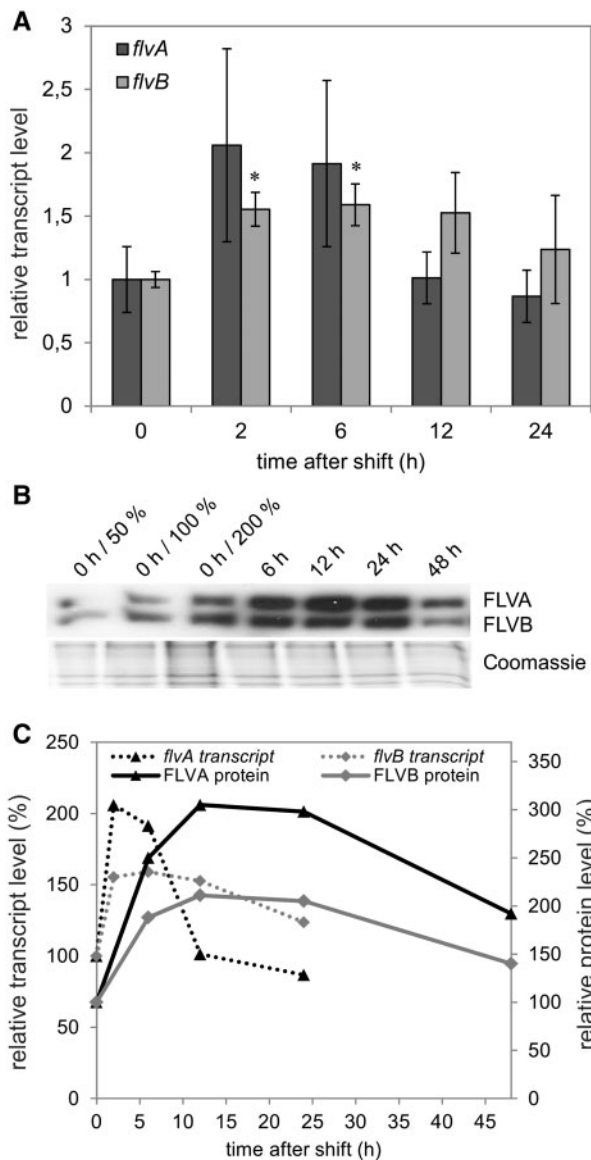 A
flvA
flvB
relative transcript level
3
2,5
2
1,5
1
0,5
0
0 2 6 12 24
time after shift (h)
B
0 h / 50 % 0 h / 100 % 0 h / 200 % 6 h 12 h 24 h 48 h
FLVA
FLVB
Coomassie
C
flvA transcript flvB transcript
FLVA protein FLVB protein
relative transcript level (%)
250
200
150
100
50
0
relative protein level (%)
350
300
250
200
150
100
50
0
0 5 10 15 20 25 30 35 40 45
time after shift (h)
* *